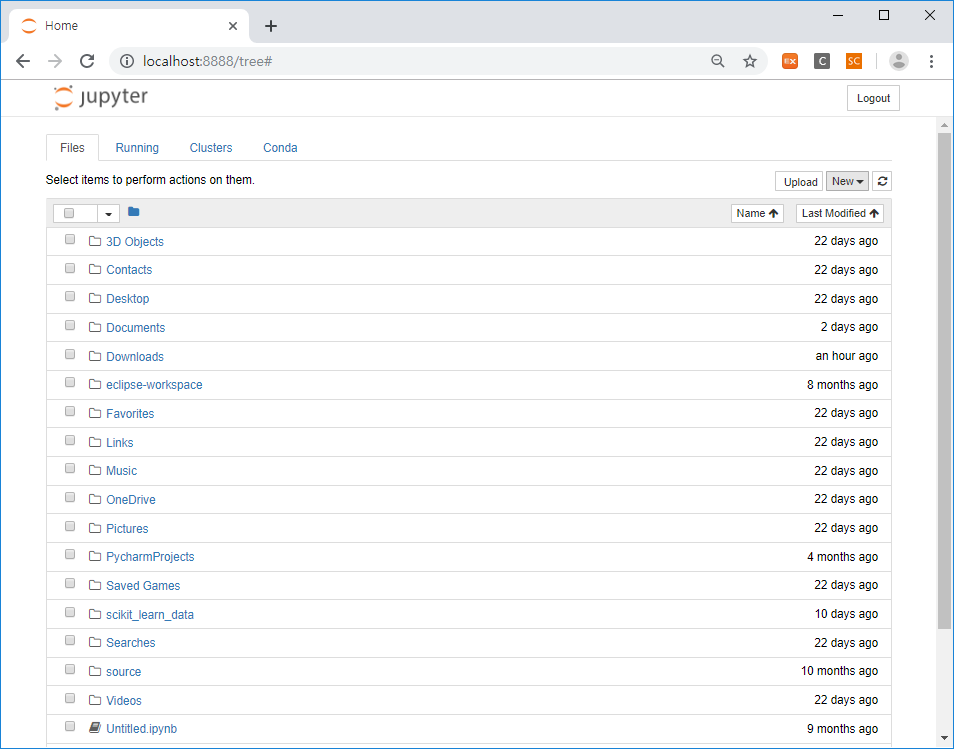 Home
localhost:8888/tree#
EX C SC
jupyter Logout
Files Running Clusters Conda
Select items to perform actions on them. Upload New
Name Last Modified
3D Objects 22 days ago
Contacts 22 days ago
Desktop 22 days ago
Documents 2 days ago
Downloads an hour ago
eclipse-workspace 8 months ago
Favorites 22 days ago
Links 22 days ago
Music 22 days ago
OneDrive 22 days ago
Pictures 22 days ago
PycharmProjects 4 months ago
Saved Games 22 days ago
scikit_learn_data 10 days ago
Searches 22 days ago
source 10 months ago
Videos 22 days ago
Untitled.ipynb 9 months ago